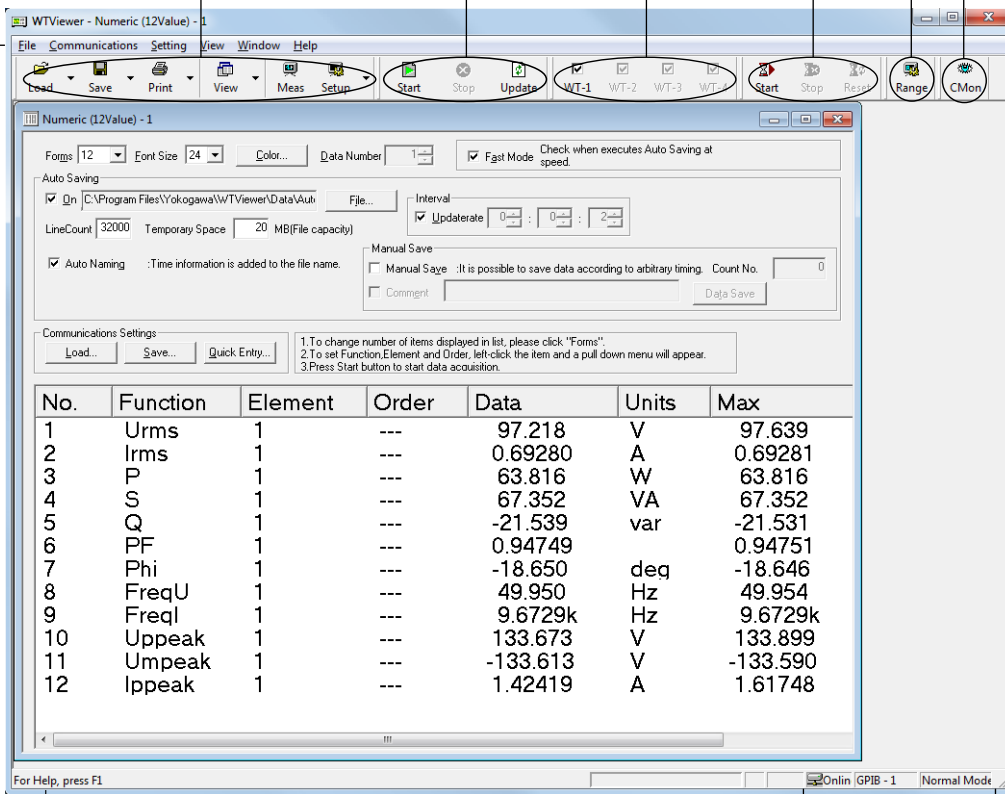 WTViewer - Numeric (12Value) - 1
File Communications Setting View Window Help
Load Save Print View Meas Setup Start Stop Update WT-1 WT-2 WT-3 WT-4 Start Stop Reset Range CMon
Numeric (12Value) - 1
Forms 12 Font Size 24 Color... Data Number 1 Fast Mode Check when executes Auto Saving at speed.
Auto Saving
On C:\Program Files\Yokogawa\WTViewer\Data\Auto File... Interval Updaterate 0 : 0 : 2
LineCount 32000 Temporary Space 20 MB(File capacity)
Auto Naming :Time information is added to the file name.
Manual Save
Manual Save :It is possible to save data according to arbitrary timing. Count No. 0
Comment Data Save
Communications Settings
Load... Save... Quick Entry...
1.To change number of items displayed in list, please click "Forms".
2.To set Function,Element and Order, left-click the item and a pull down menu will appear.
3.Press Start button to start data acquisition.
No. Function Element Order Data Units Max
1 Urms 1 --- 97.218 V 97.639
2 Irms 1 --- 0.69280 A 0.69281
3 P 1 --- 63.816 W 63.816
4 S 1 --- 67.352 VA 67.352
5 Q 1 --- -21.539 var -21.531
6 PF 1 --- 0.94749 0.94751
7 Phi 1 --- -18.650 deg -18.646
8 FreqU 1 --- 49.950 Hz 49.954
9 FreqI 1 --- 9.6729k Hz 9.6729k
10 Uppeak 1 --- 133.673 V 133.899
11 Umpeak 1 --- -133.613 V -133.590
12 Ippeak 1 --- 1.42419 A 1.61748
For Help, press F1 Onlin GPIB - 1 Normal Mode